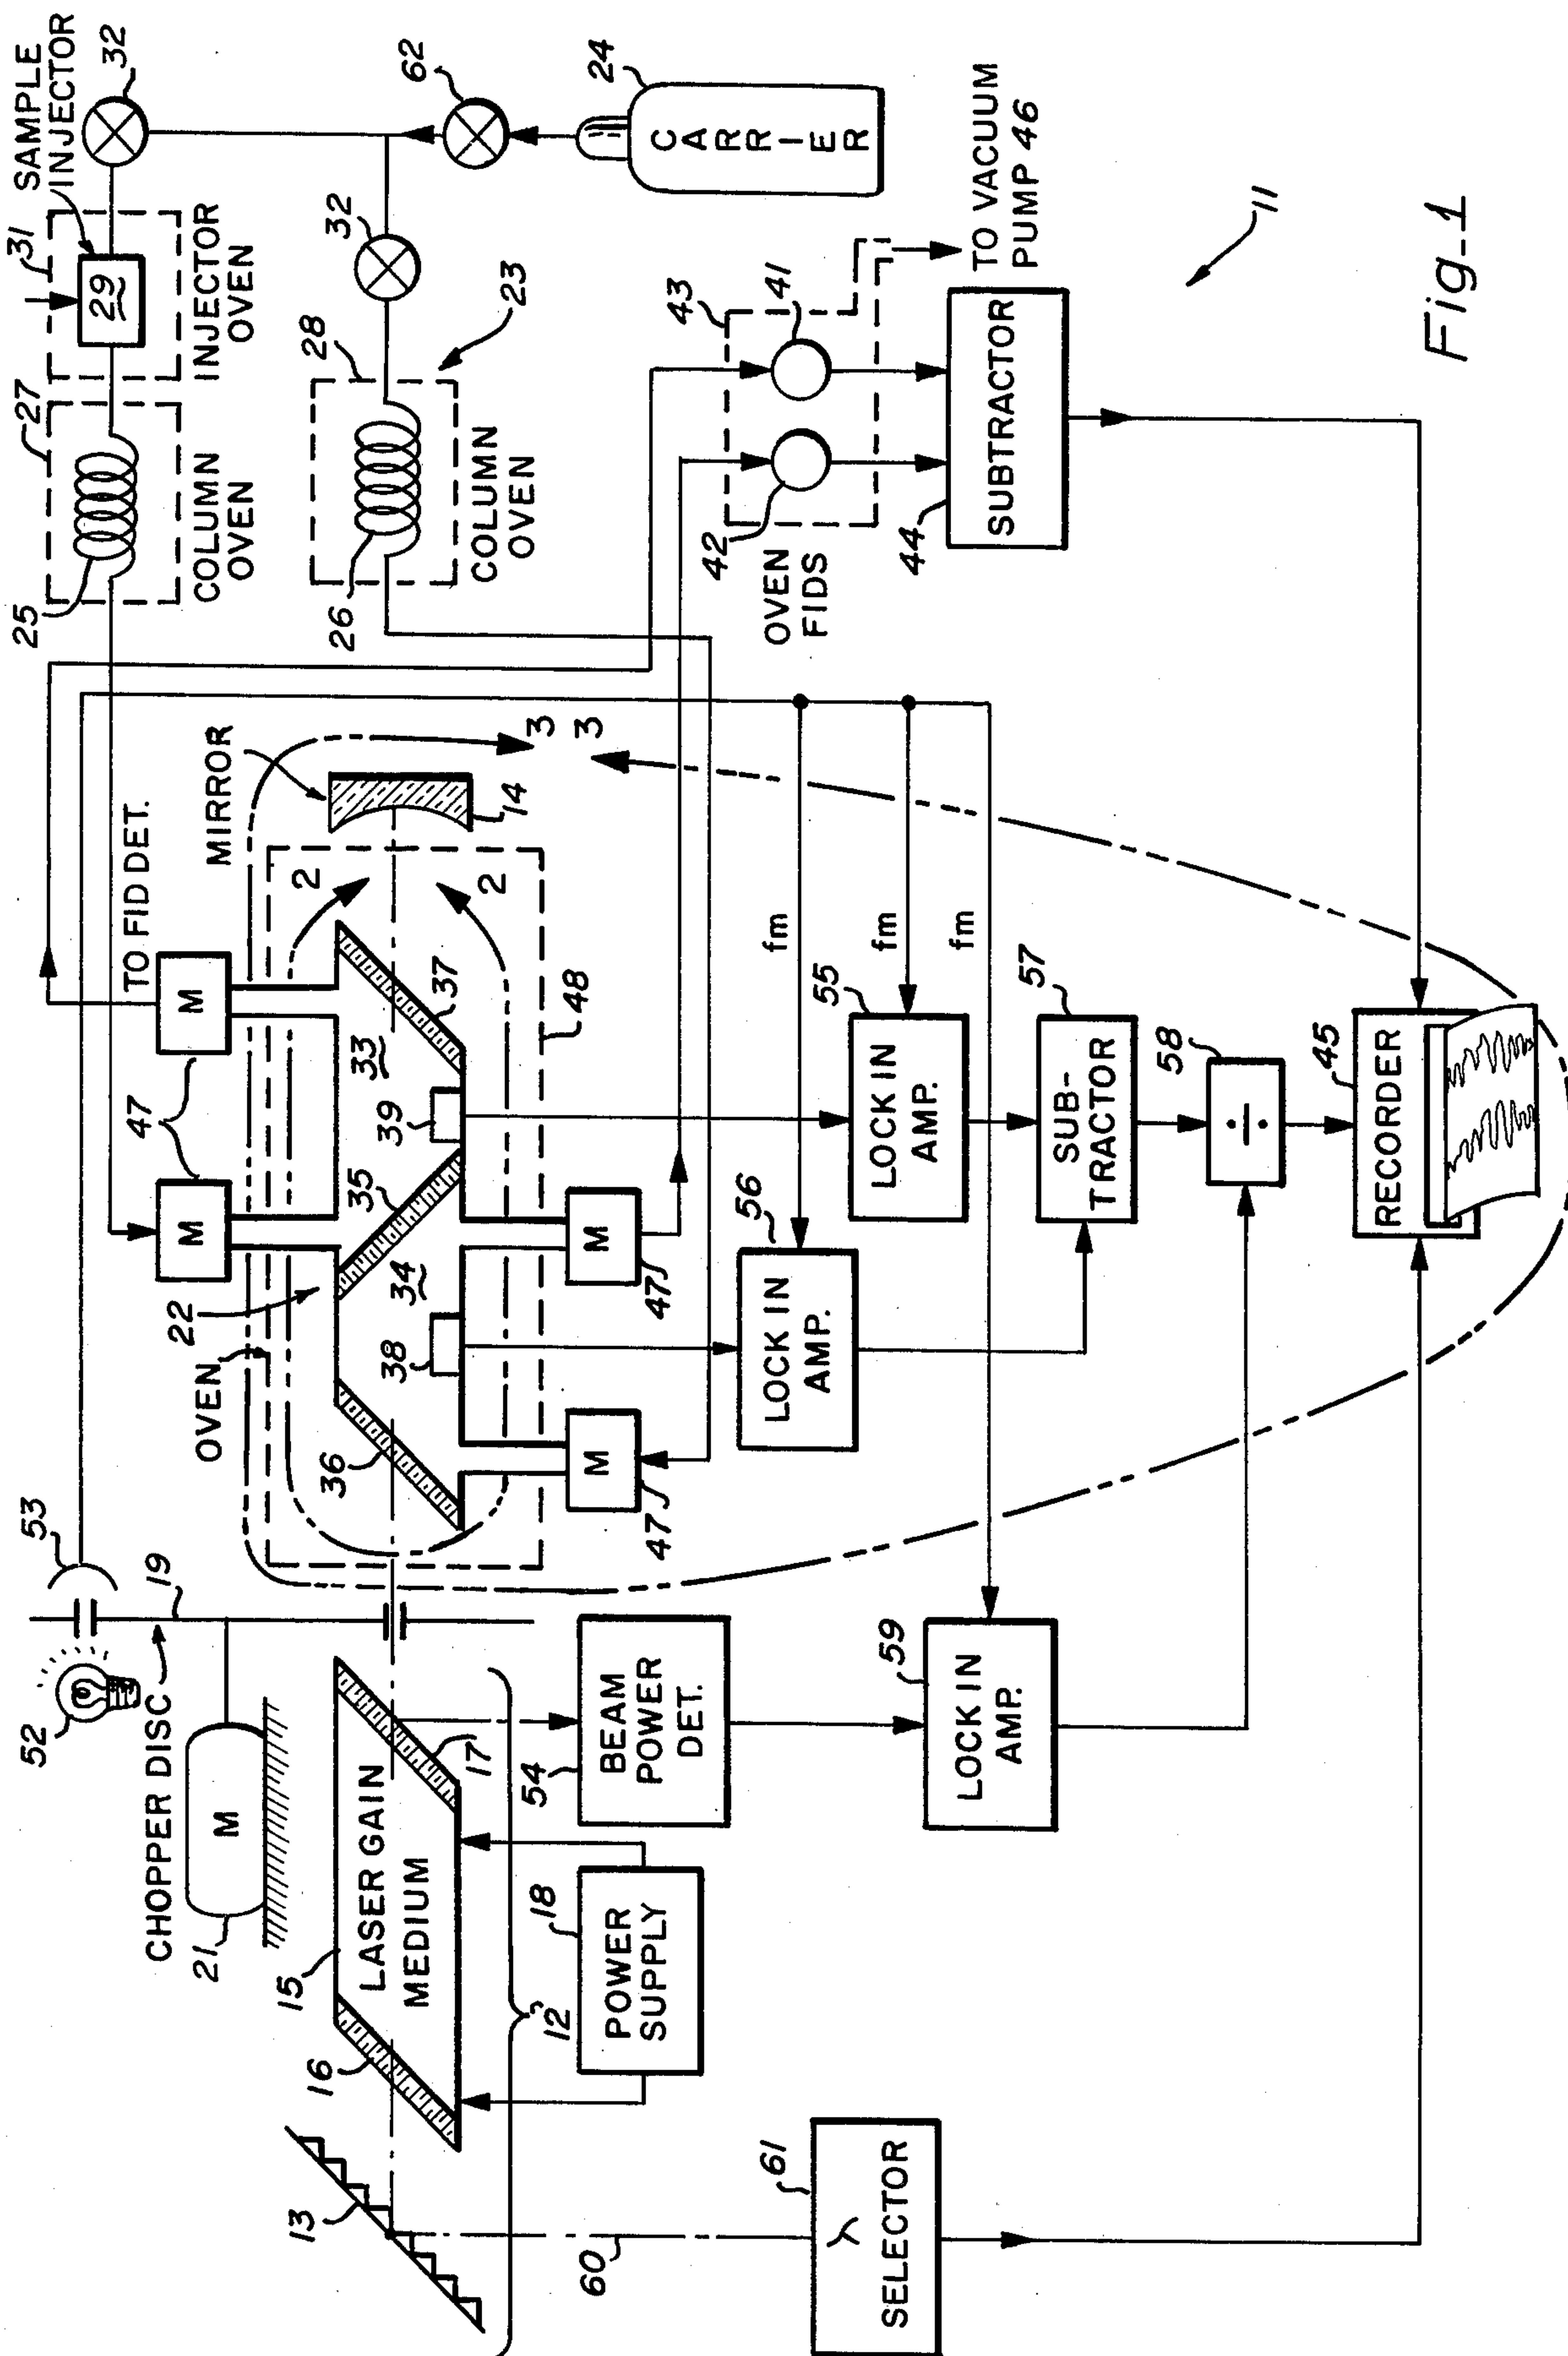 SAMPLE
INJECTOR
32
31
29
INJECTOR
OVEN
27
25
COLUMN
OVEN
62
24
CARRIER
32
28
23
26
COLUMN
OVEN
43
41
42
OVEN
FIDS
TO VACUUM
PUMP 46
44
SUBTRACTOR
11
Fig_1
TO FID DET.
MIRROR
14
3
3
2
2
47
M
M
33
37
39
35
34
38
22
OVEN
36
48
M
47
M
47
fm
fm
fm
55
LOCK IN
AMP.
56
LOCK IN
AMP.
57
SUB-
TRACTOR
58
÷
45
RECORDER
53
19
52
CHOPPER DISC
M
21
15
LASER GAIN
MEDIUM
16
17
12
13
18
POWER
SUPPLY
54
BEAM
POWER
DET.
59
LOCK IN
AMP.
60
61
λ
SELECTOR